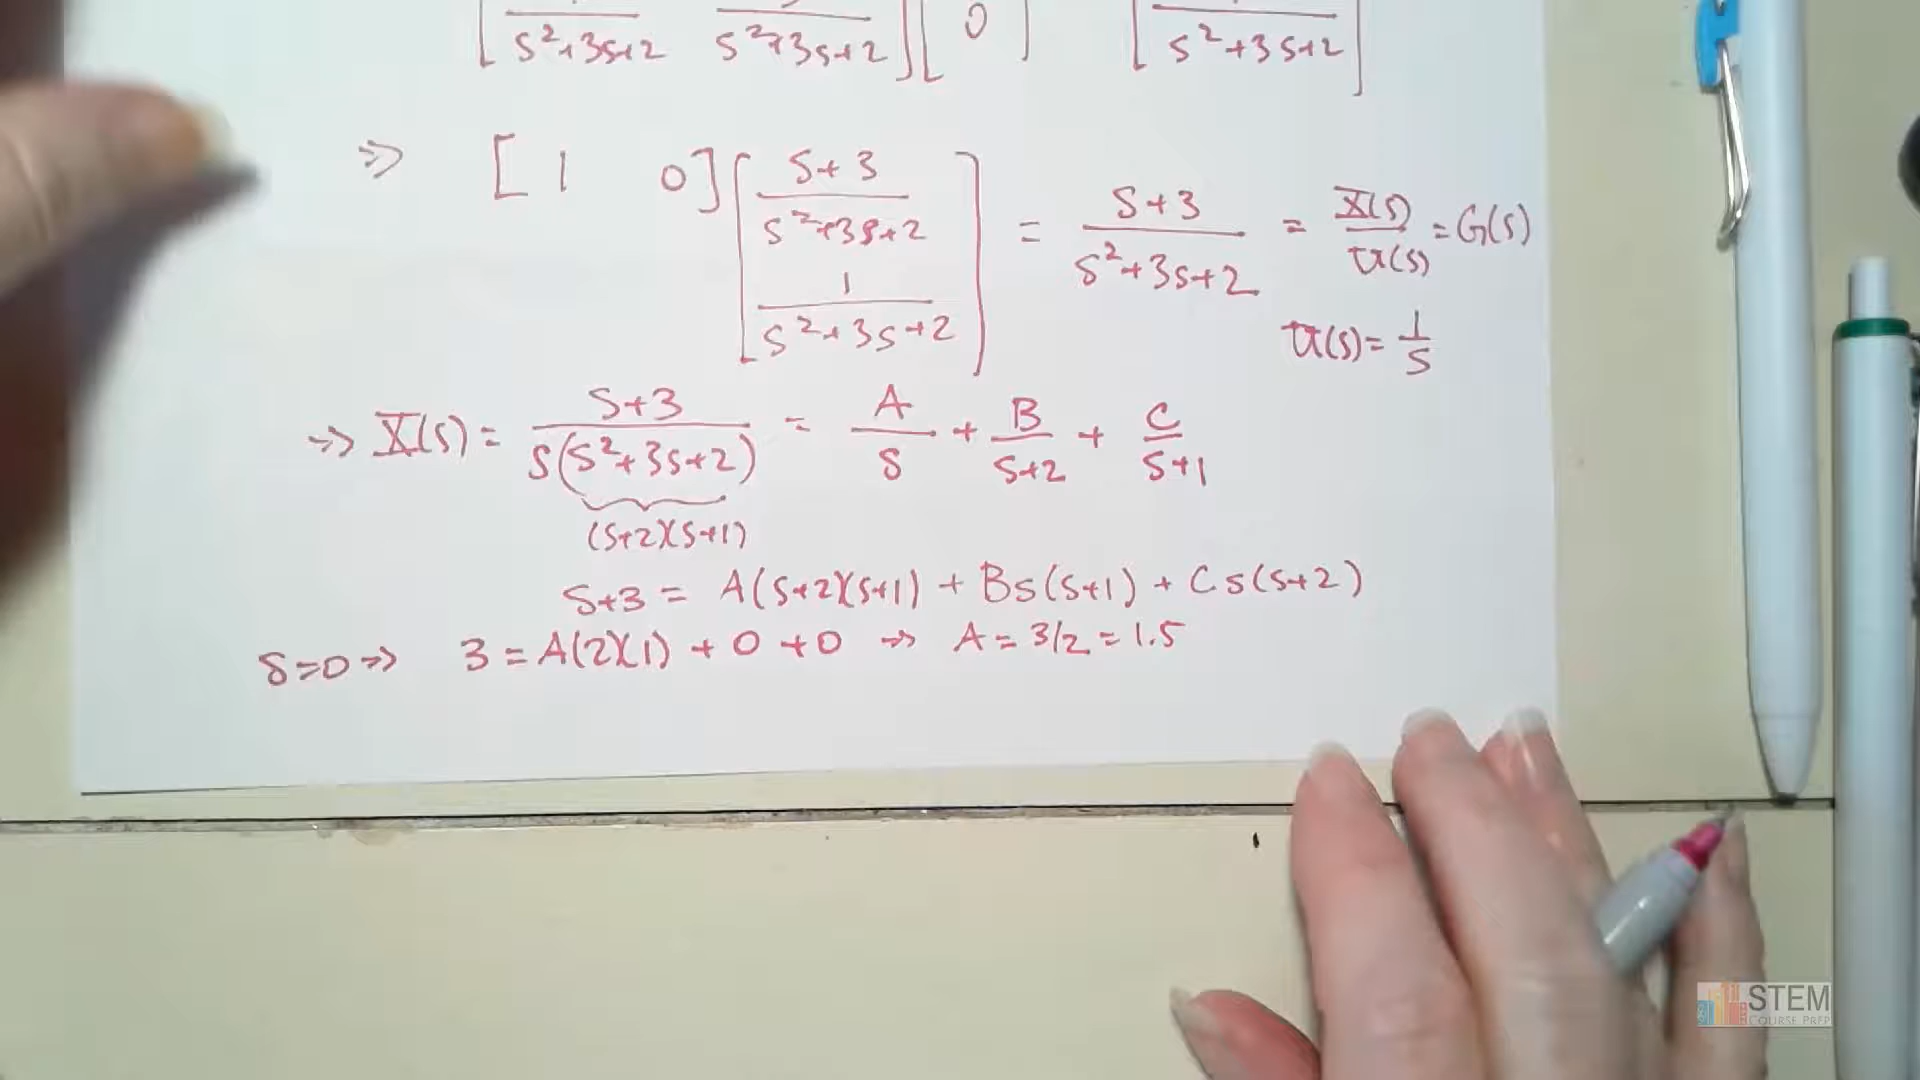 [ s²+3s+2 s²+3s+2 ] [ 0 ] [ s²+3s+2 ]
⇒ [ 1 0 ] [ (s+3)/(s²+3s+2) 1/(s²+3s+2) ] = (s+3)/(s²+3s+2) = X(s)/U(s) = G(s)
U(s) = 1/s
⇒ X(s) = (s+3)/(s(s²+3s+2)) = A/s + B/(s+2) + C/(s+1)
(s+2)(s+1)
s+3 = A(s+2)(s+1) + Bs(s+1) + Cs(s+2)
s=0 ⇒ 3 = A(2)(1) + 0 + 0 ⇒ A = 3/2 = 1.5
STEM
COURSE PREP